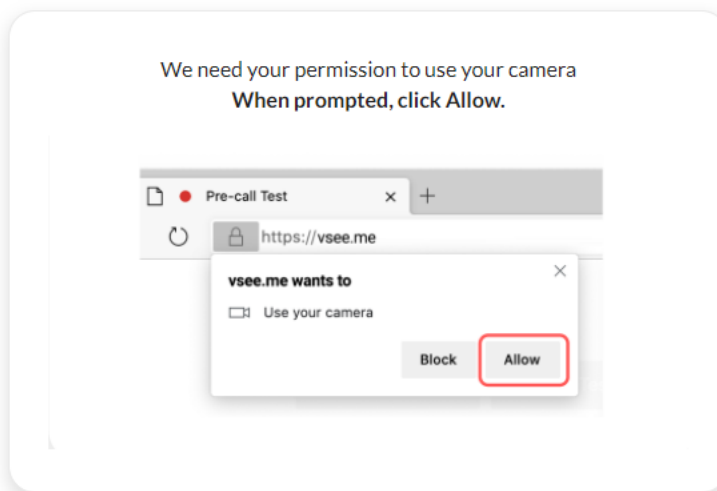 We need your permission to use your camera
When prompted, click Allow.
Pre-call Test
https://vsee.me
vsee.me wants to
Use your camera
Block Allow